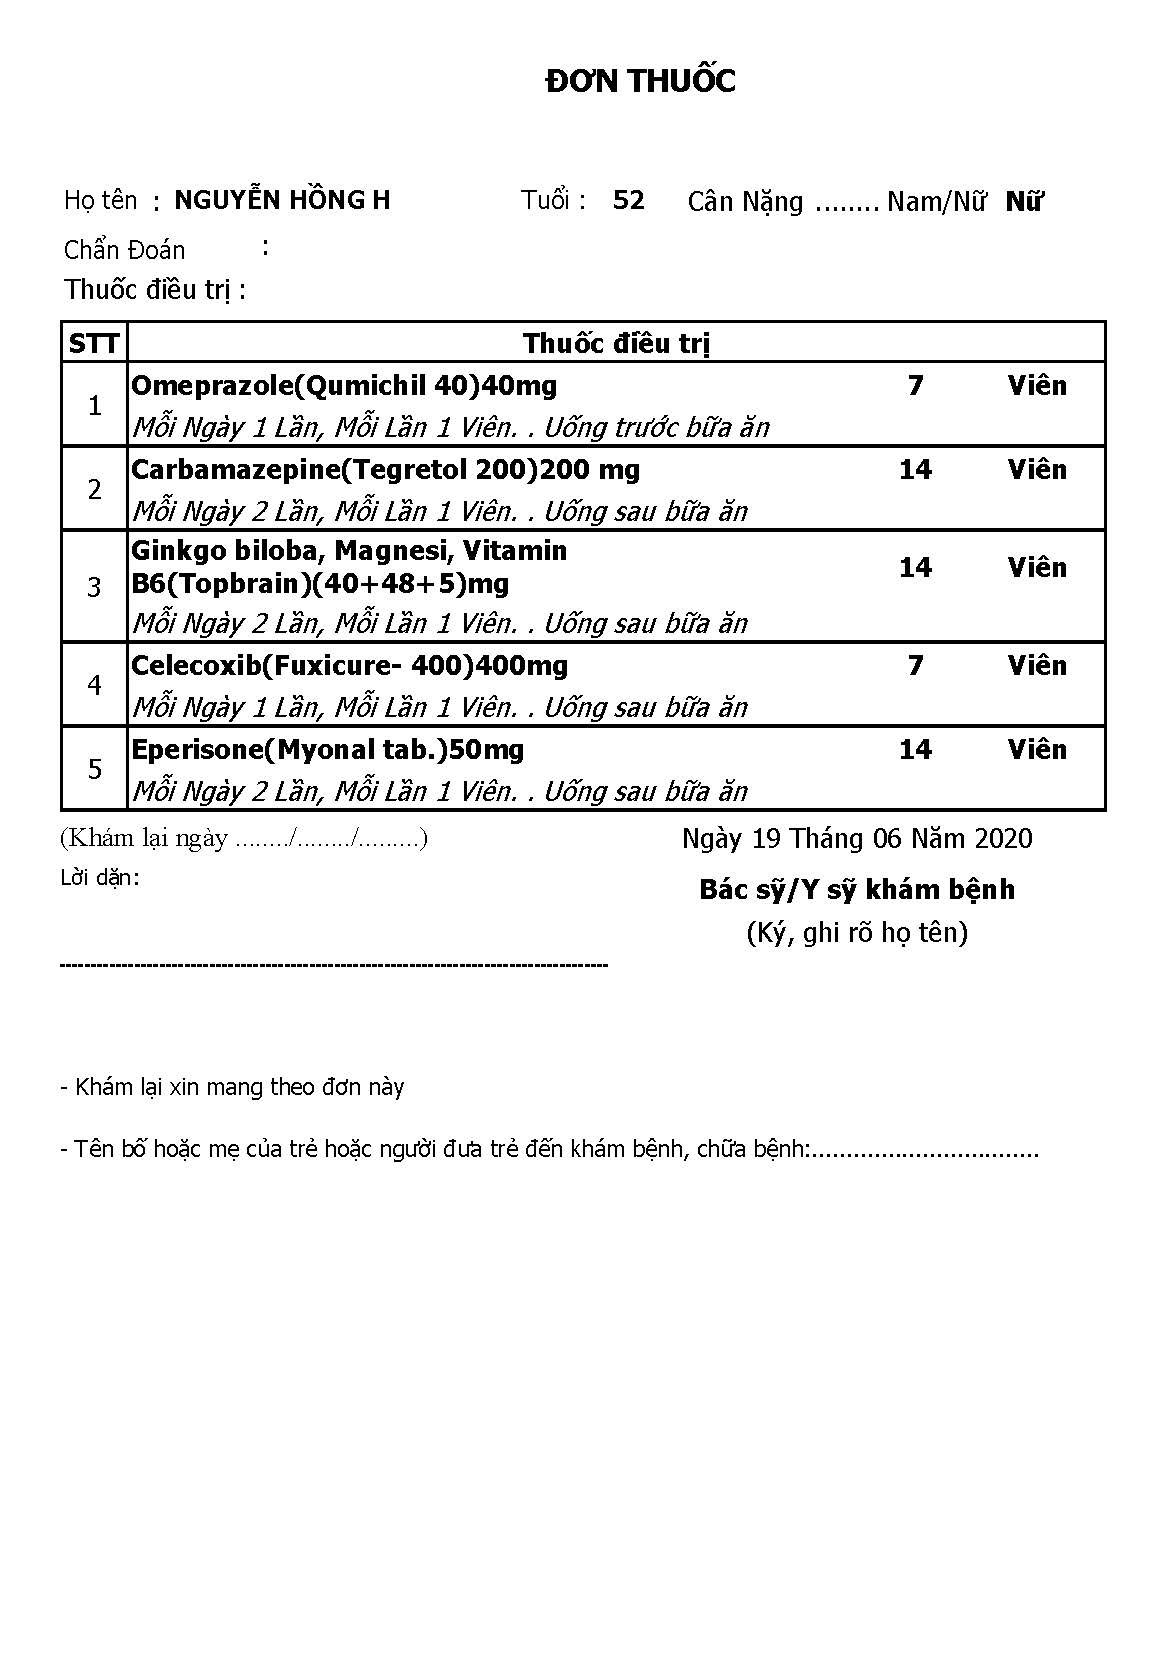 ĐƠN THUỐC
Họ tên : NGUYỄN HỒNG H Tuổi : 52 Cân Nặng ........ Nam/Nữ Nữ
Chẩn Đoán :
Thuốc điều trị :
STT Thuốc điều trị
1 Omeprazole(Qumichil 40)40mg 7 Viên
Mỗi Ngày 1 Lần, Mỗi Lần 1 Viên. . Uống trước bữa ăn
2 Carbamazepine(Tegretol 200)200 mg 14 Viên
Mỗi Ngày 2 Lần, Mỗi Lần 1 Viên. . Uống sau bữa ăn
3 Ginkgo biloba, Magnesi, Vitamin
B6(Topbrain)(40+48+5)mg 14 Viên
Mỗi Ngày 2 Lần, Mỗi Lần 1 Viên. . Uống sau bữa ăn
4 Celecoxib(Fuxicure- 400)400mg 7 Viên
Mỗi Ngày 1 Lần, Mỗi Lần 1 Viên. . Uống sau bữa ăn
5 Eperisone(Myonal tab.)50mg 14 Viên
Mỗi Ngày 2 Lần, Mỗi Lần 1 Viên. . Uống sau bữa ăn
(Khám lại ngày ......../......../.........) Ngày 19 Tháng 06 Năm 2020
Lời dặn:
Bác sỹ/Y sỹ khám bệnh
(Ký, ghi rõ họ tên)
- Khám lại xin mang theo đơn này
- Tên bố hoặc mẹ của trẻ hoặc người đưa trẻ đến khám bệnh, chữa bệnh:.................................